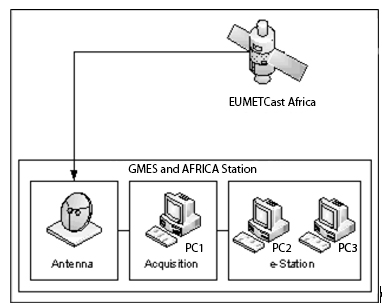 EUMETCast Africa
GMES and AFRICA Station
PC1 PC2 PC3
Antenna Acquisition e-Station